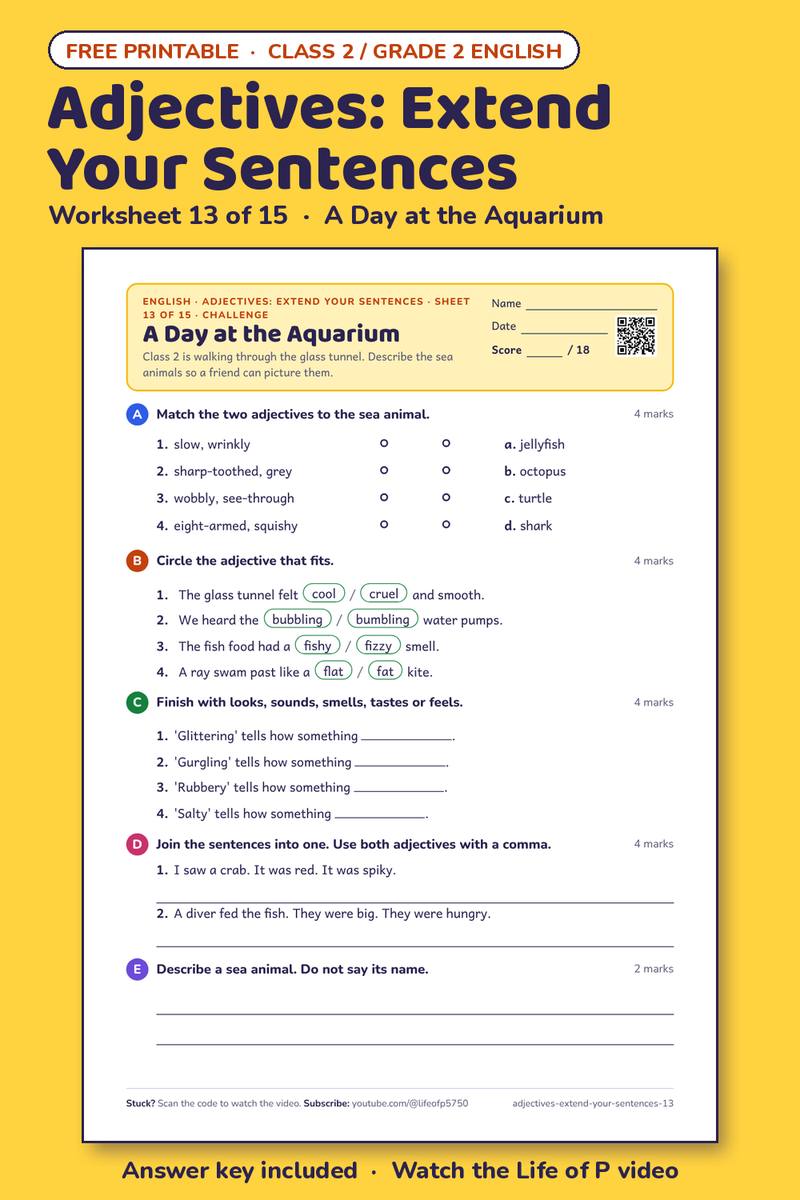 FREE PRINTABLE · CLASS 2 / GRADE 2 ENGLISH
Adjectives: Extend
Your Sentences
Worksheet 13 of 15 · A Day at the Aquarium
ENGLISH · ADJECTIVES: EXTEND YOUR SENTENCES · SHEET
13 OF 15 · CHALLENGE
A Day at the Aquarium
Class 2 is walking through the glass tunnel. Describe the sea
animals so a friend can picture them.
Name
Date
Score / 18
A Match the two adjectives to the sea animal. 4 marks
1. slow, wrinkly a. jellyfish
2. sharp-toothed, grey b. octopus
3. wobbly, see-through c. turtle
4. eight-armed, squishy d. shark
B Circle the adjective that fits. 4 marks
1. The glass tunnel felt cool / cruel and smooth.
2. We heard the bubbling / bumbling water pumps.
3. The fish food had a fishy / fizzy smell.
4. A ray swam past like a flat / fat kite.
C Finish with looks, sounds, smells, tastes or feels. 4 marks
1. 'Glittering' tells how something ________.
2. 'Gurgling' tells how something ________.
3. 'Rubbery' tells how something ________.
4. 'Salty' tells how something ________.
D Join the sentences into one. Use both adjectives with a comma. 4 marks
1. I saw a crab. It was red. It was spiky.
2. A diver fed the fish. They were big. They were hungry.
E Describe a sea animal. Do not say its name. 2 marks
Stuck? Scan the code to watch the video. Subscribe: youtube.com/@lifeofp5750 adjectives-extend-your-sentences-13
Answer key included · Watch the Life of P video